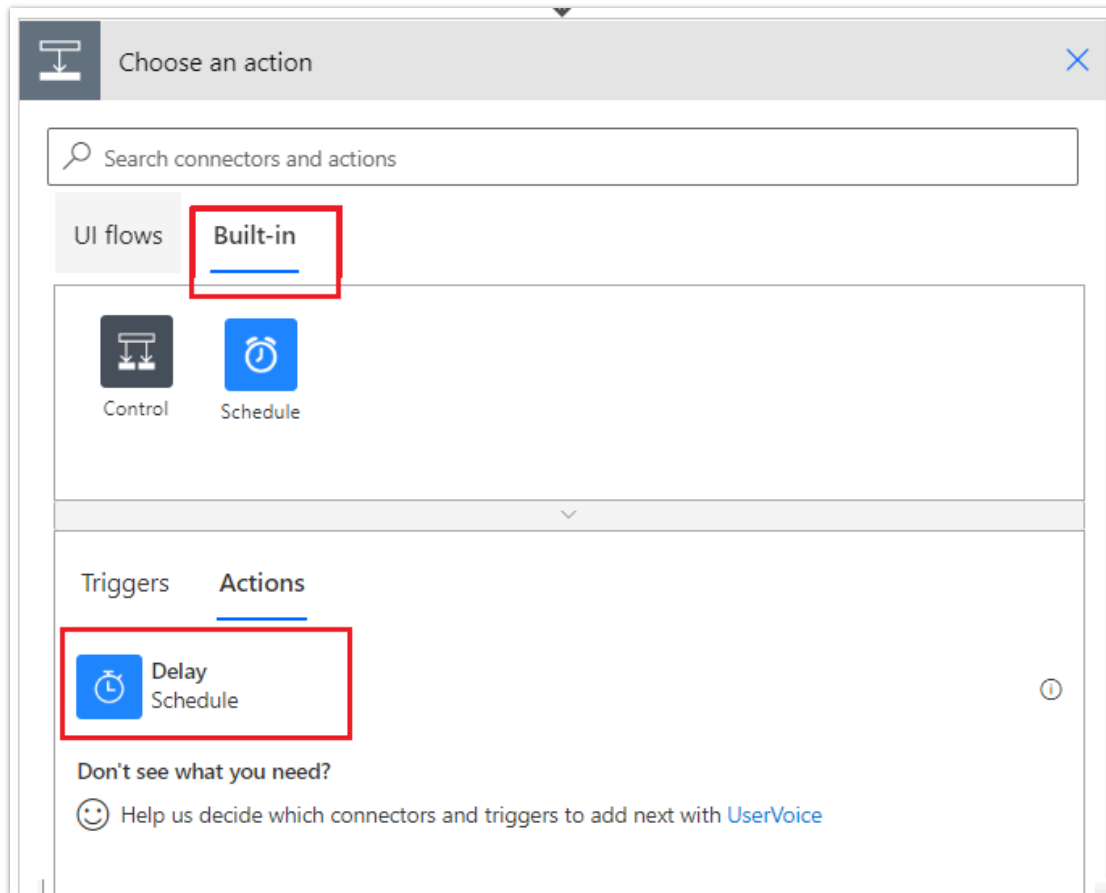 Choose an action
Search connectors and actions
UI flows
Built-in
Control
Schedule
Triggers
Actions
Delay
Schedule
Don't see what you need?
Help us decide which connectors and triggers to add next with UserVoice